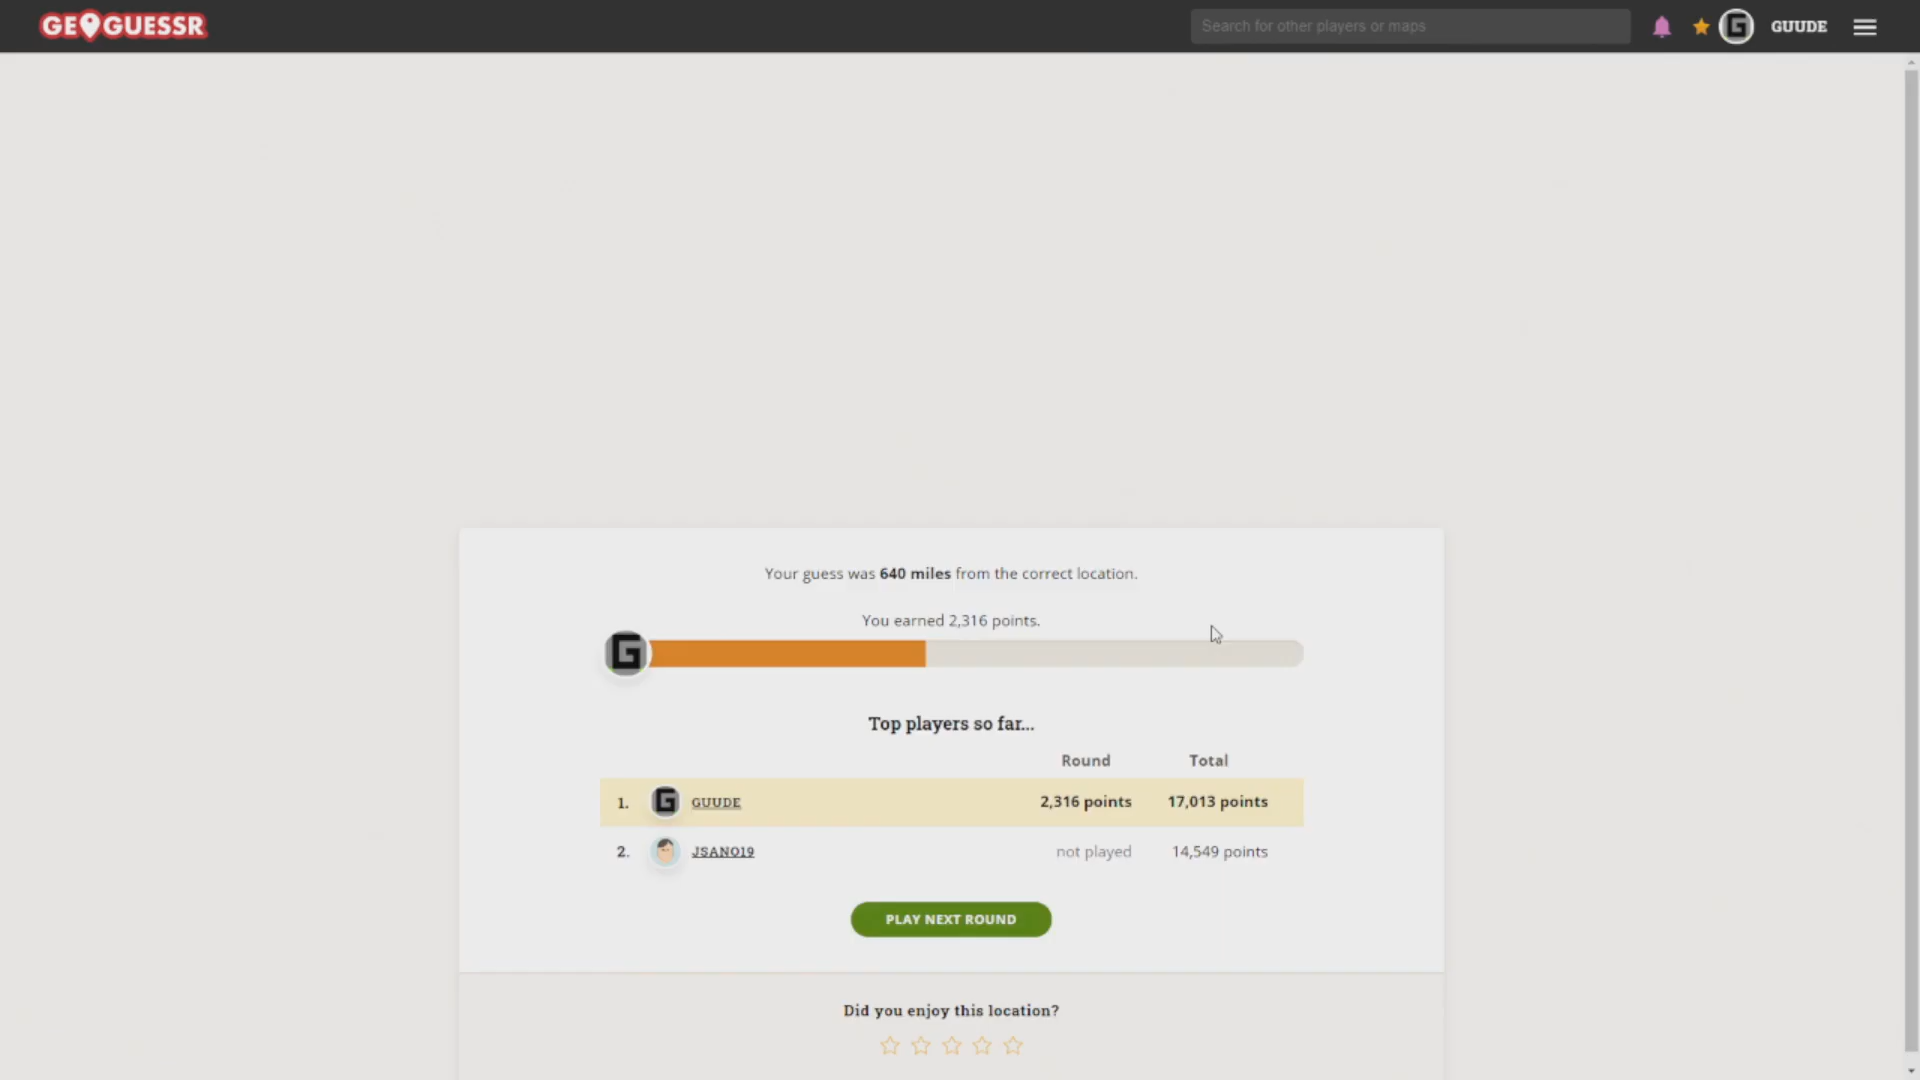 GEOGUESSR
Search for other players or maps
GUUDE
Your guess was 640 miles from the correct location.
You earned 2,316 points.
Top players so far...
Round Total
1. GUUDE 2,316 points 17,013 points
2. JSANO19 not played 14,549 points
PLAY NEXT ROUND
Did you enjoy this location?